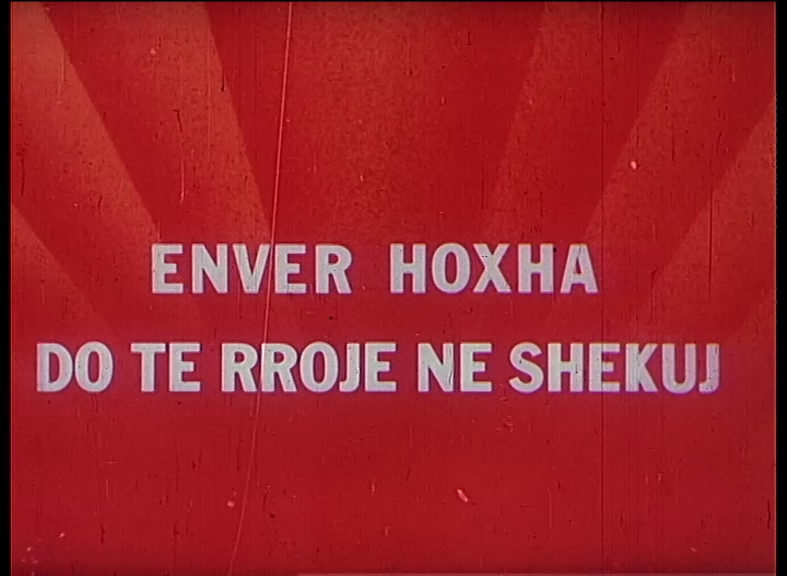 ENVER HOXHA
DO TE RROJE NE SHEKUJ